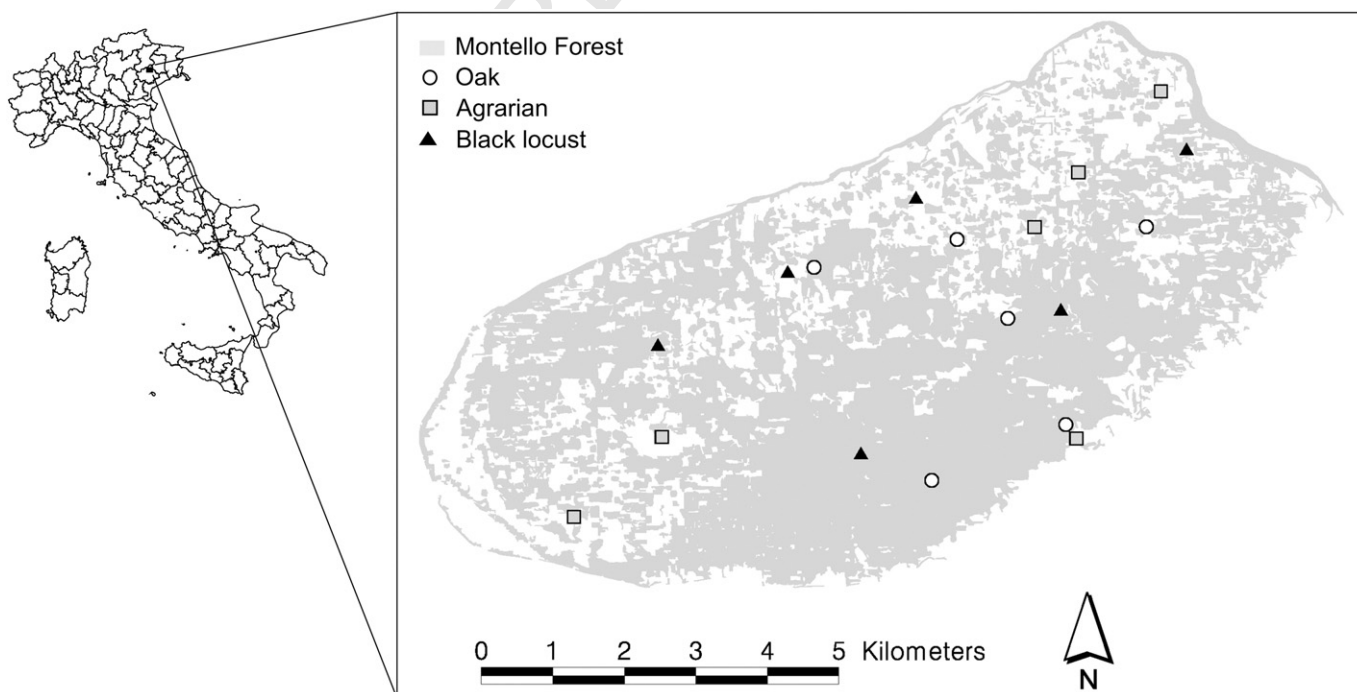 Montello Forest
Oak
Agrarian
Black locust
0 1 2 3 4 5 Kilometers
N